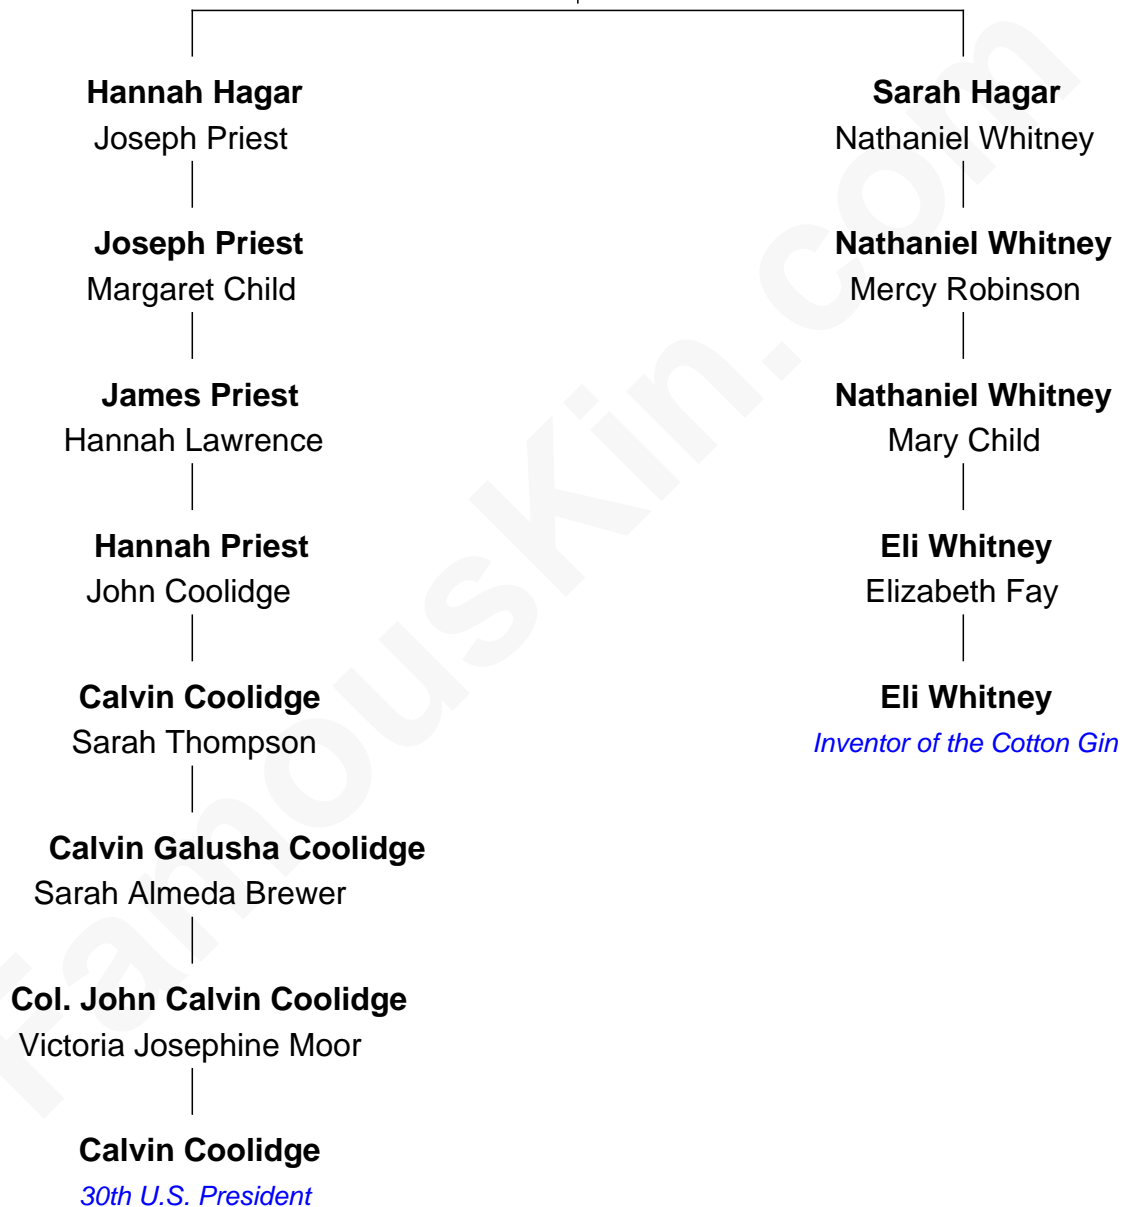 Hannah Hagar
Joseph Priest
Joseph Priest
Margaret Child
James Priest
Hannah Lawrence
Hannah Priest
John Coolidge
Calvin Coolidge
Sarah Thompson
Calvin Galusha Coolidge
Sarah Almeda Brewer
Col. John Calvin Coolidge
Victoria Josephine Moor
Calvin Coolidge
30th U.S. President
Sarah Hagar
Nathaniel Whitney
Nathaniel Whitney
Mercy Robinson
Nathaniel Whitney
Mary Child
Eli Whitney
Elizabeth Fay
Eli Whitney
Inventor of the Cotton Gin
FamousKin.com